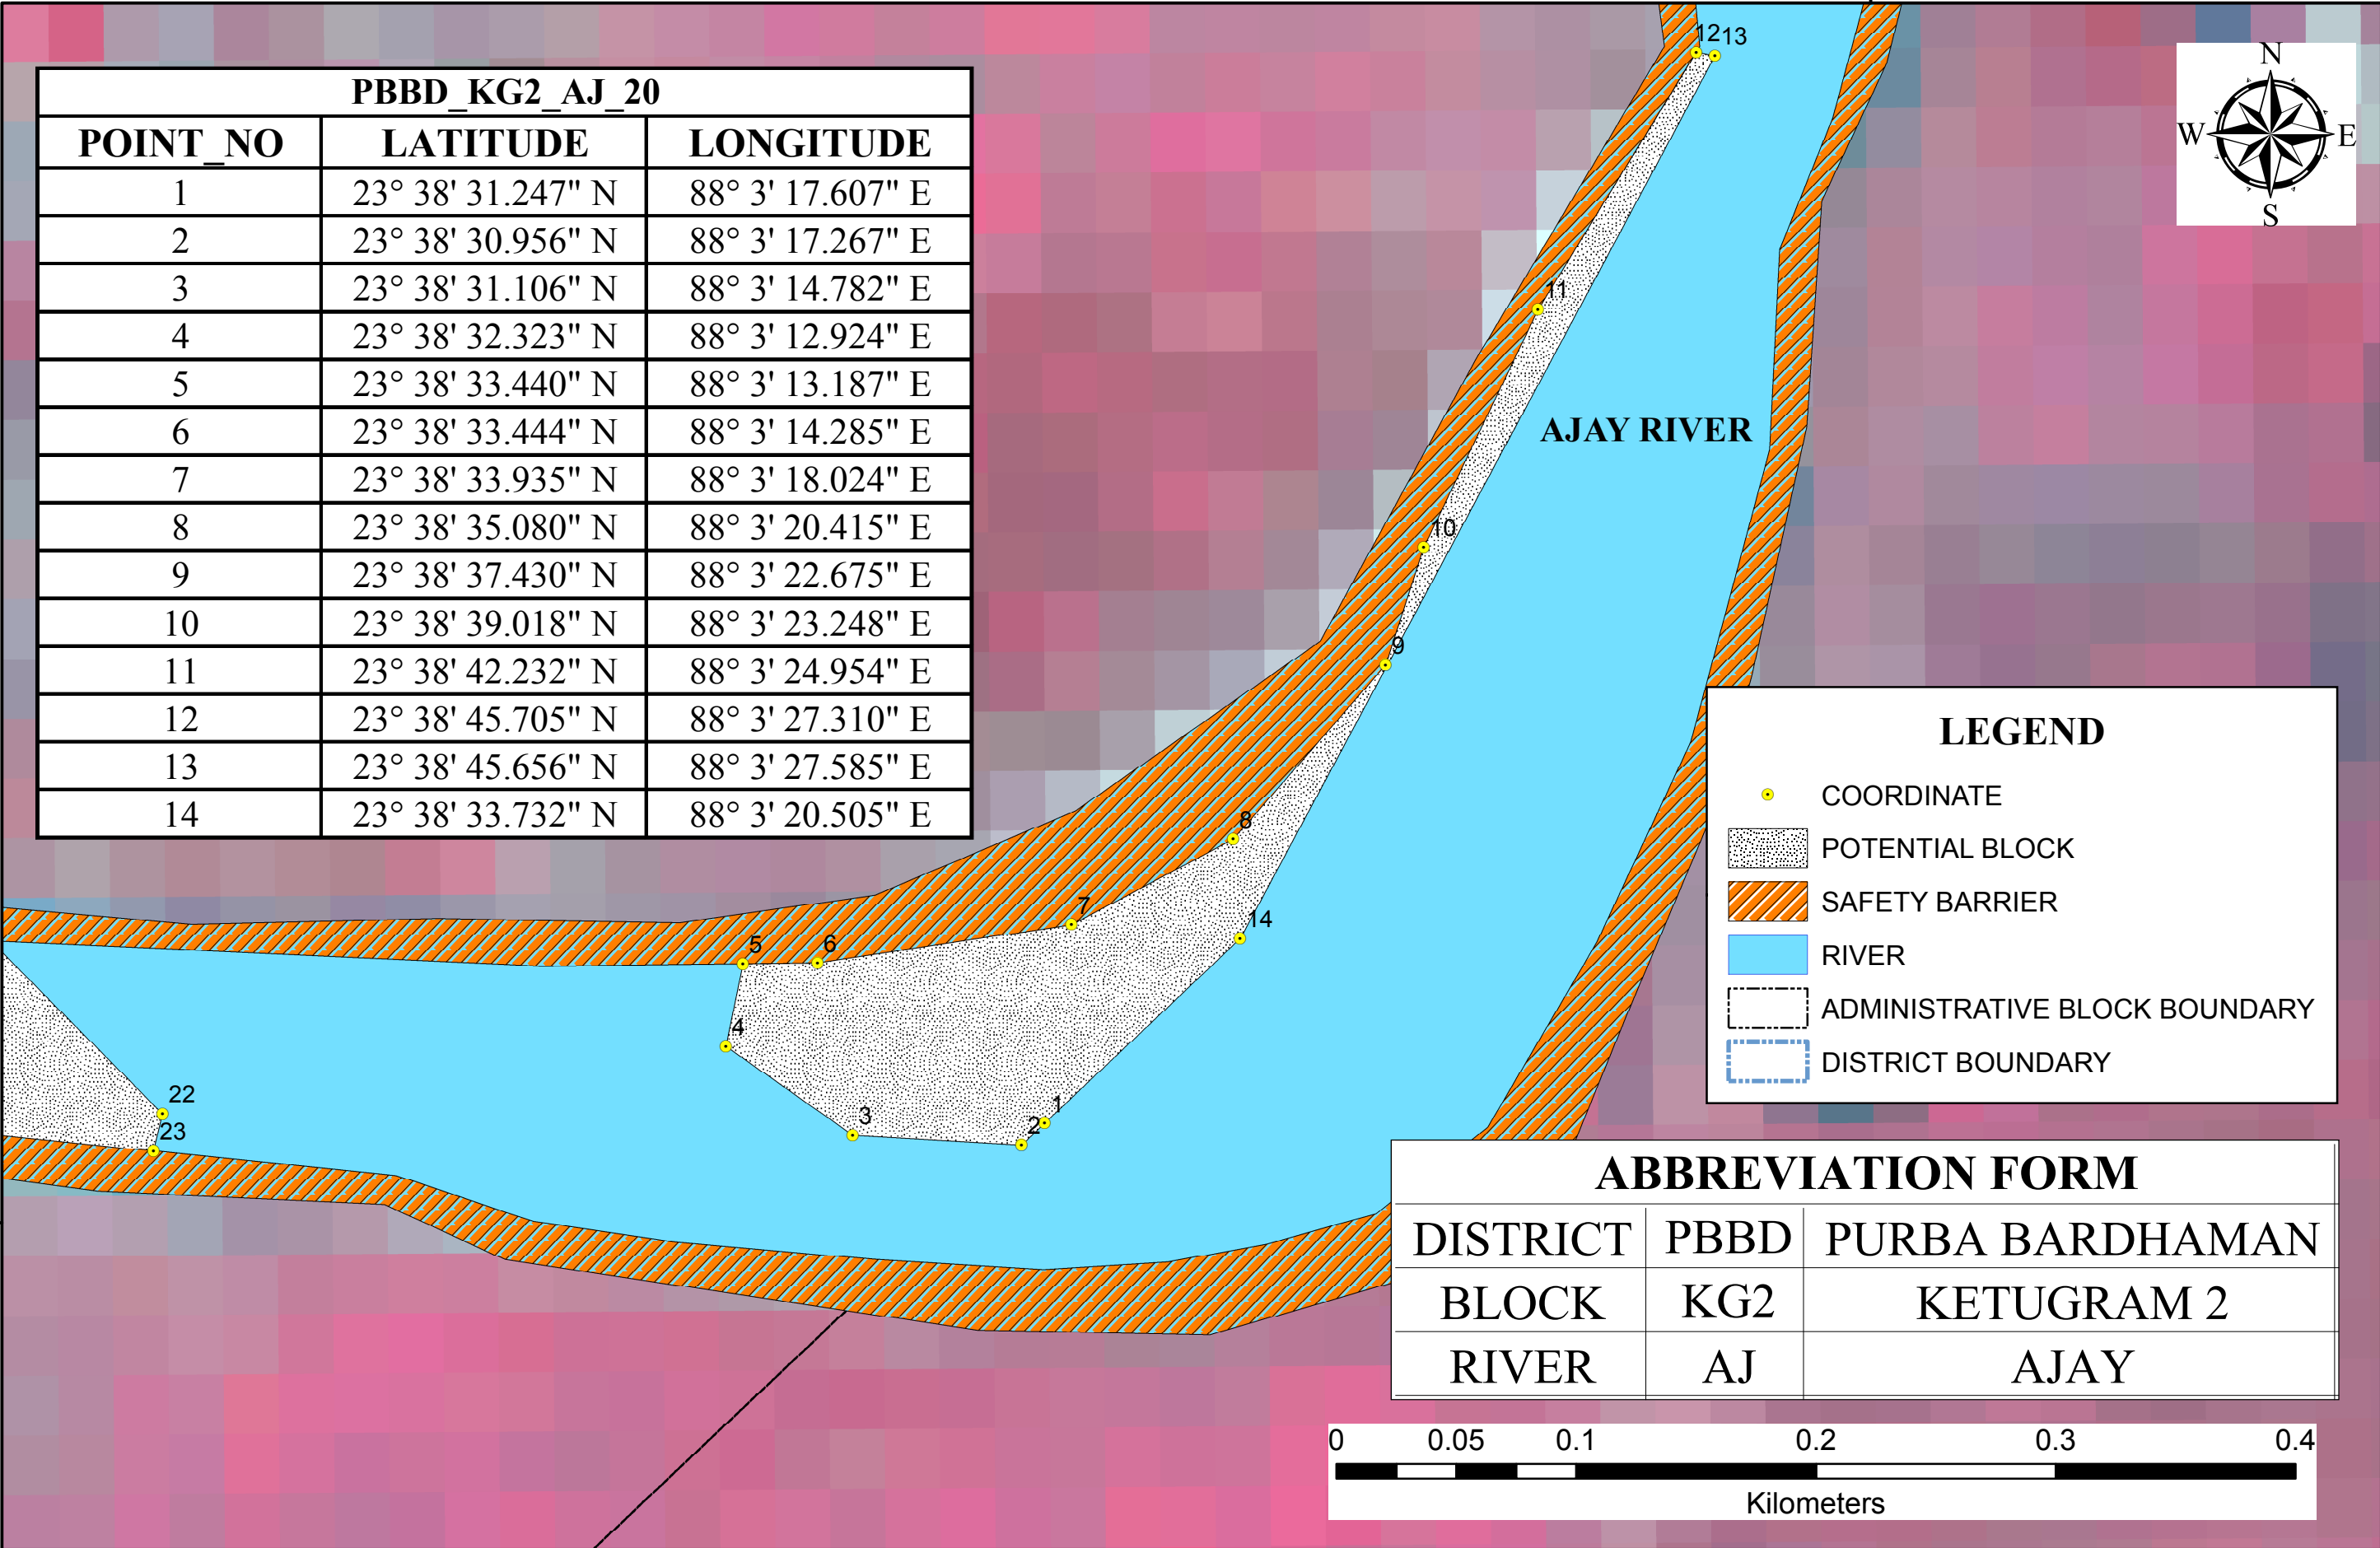 PBBD_KG2_AJ_20
POINT_NO LATITUDE LONGITUDE
1 23° 38' 31.247" N 88° 3' 17.607" E
2 23° 38' 30.956" N 88° 3' 17.267" E
3 23° 38' 31.106" N 88° 3' 14.782" E
4 23° 38' 32.323" N 88° 3' 12.924" E
5 23° 38' 33.440" N 88° 3' 13.187" E
6 23° 38' 33.444" N 88° 3' 14.285" E
7 23° 38' 33.935" N 88° 3' 18.024" E
8 23° 38' 35.080" N 88° 3' 20.415" E
9 23° 38' 37.430" N 88° 3' 22.675" E
10 23° 38' 39.018" N 88° 3' 23.248" E
11 23° 38' 42.232" N 88° 3' 24.954" E
12 23° 38' 45.705" N 88° 3' 27.310" E
13 23° 38' 45.656" N 88° 3' 27.585" E
14 23° 38' 33.732" N 88° 3' 20.505" E
12 13
N
W E
S
11
AJAY RIVER
10
9
8
7
14
5 6
4
3
2 1
22
23
LEGEND
COORDINATE
POTENTIAL BLOCK
SAFETY BARRIER
RIVER
ADMINISTRATIVE BLOCK BOUNDARY
DISTRICT BOUNDARY
ABBREVIATION FORM
DISTRICT PBBD PURBA BARDHAMAN
BLOCK KG2 KETUGRAM 2
RIVER AJ AJAY
0 0.05 0.1 0.2 0.3 0.4
Kilometers